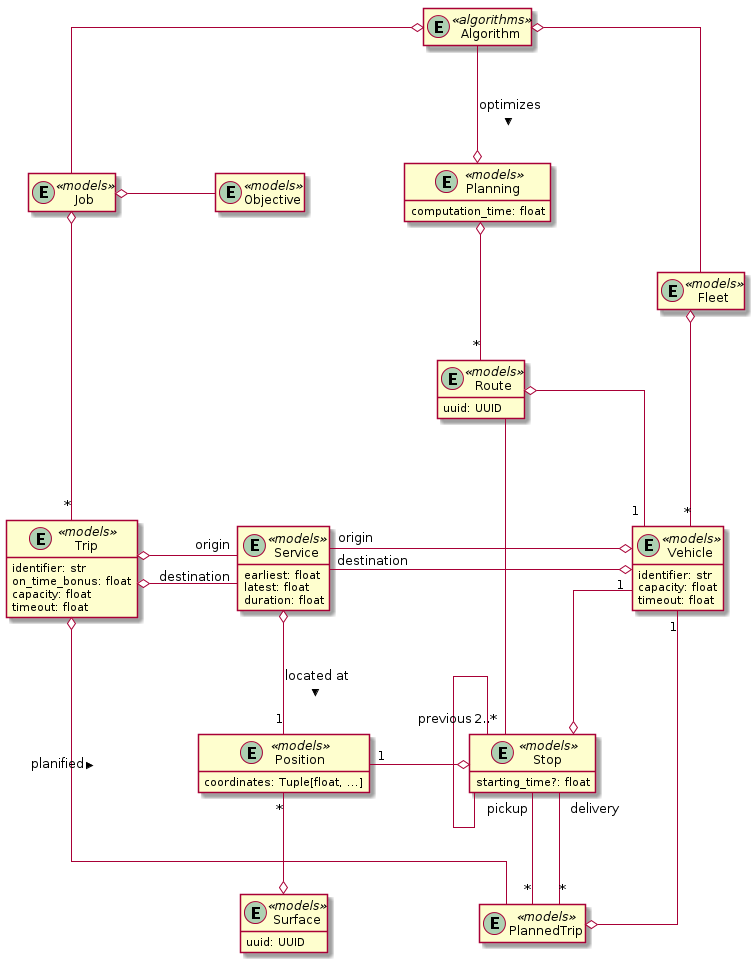 E «algorithms»
Algorithm
optimizes
▼
E «models»
Job
E «models»
Objective
E «models»
Planning
computation_time: float
E «models»
Fleet
*
E «models»
Route
uuid: UUID
*
1
*
E «models»
Trip
identifier: str
on_time_bonus: float
capacity: float
timeout: float
origin
destination
E «models»
Service
earliest: float
latest: float
duration: float
origin
destination
E «models»
Vehicle
identifier: str
capacity: float
timeout: float
1
1
located at
▼
1
previous
2..*
planified ▶
E «models»
Position
coordinates: Tuple[float, ...]
1
E «models»
Stop
starting_time?: float
*
pickup
delivery
*
*
E «models»
Surface
uuid: UUID
E «models»
PlannedTrip